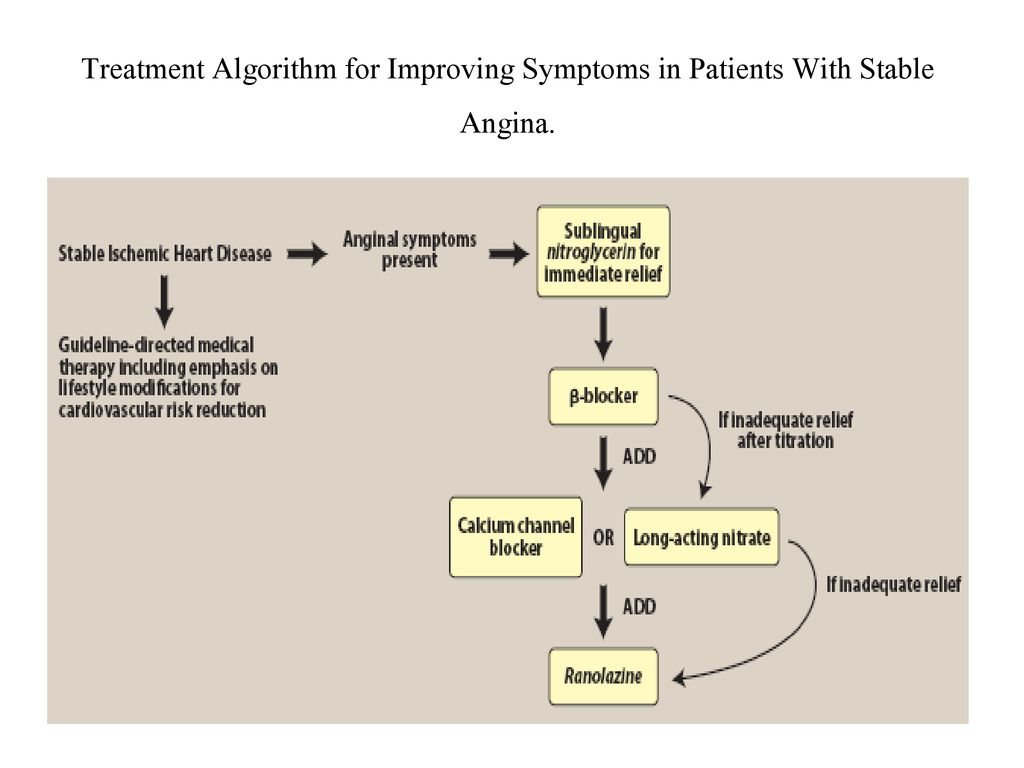 Treatment Algorithm for Improving Symptoms in Patients With Stable
Angina.
Stable Ischemic Heart Disease
Anginal symptoms
present
Sublingual
nitroglycerin for
immediate relief
Guideline-directed medical
therapy including emphasis on
lifestyle modifications for
cardiovascular risk reduction
β-blocker
If inadequate relief
after titration
ADD
Calcium channel
blocker
OR
Long-acting nitrate
If inadequate relief
ADD
Ranolazine